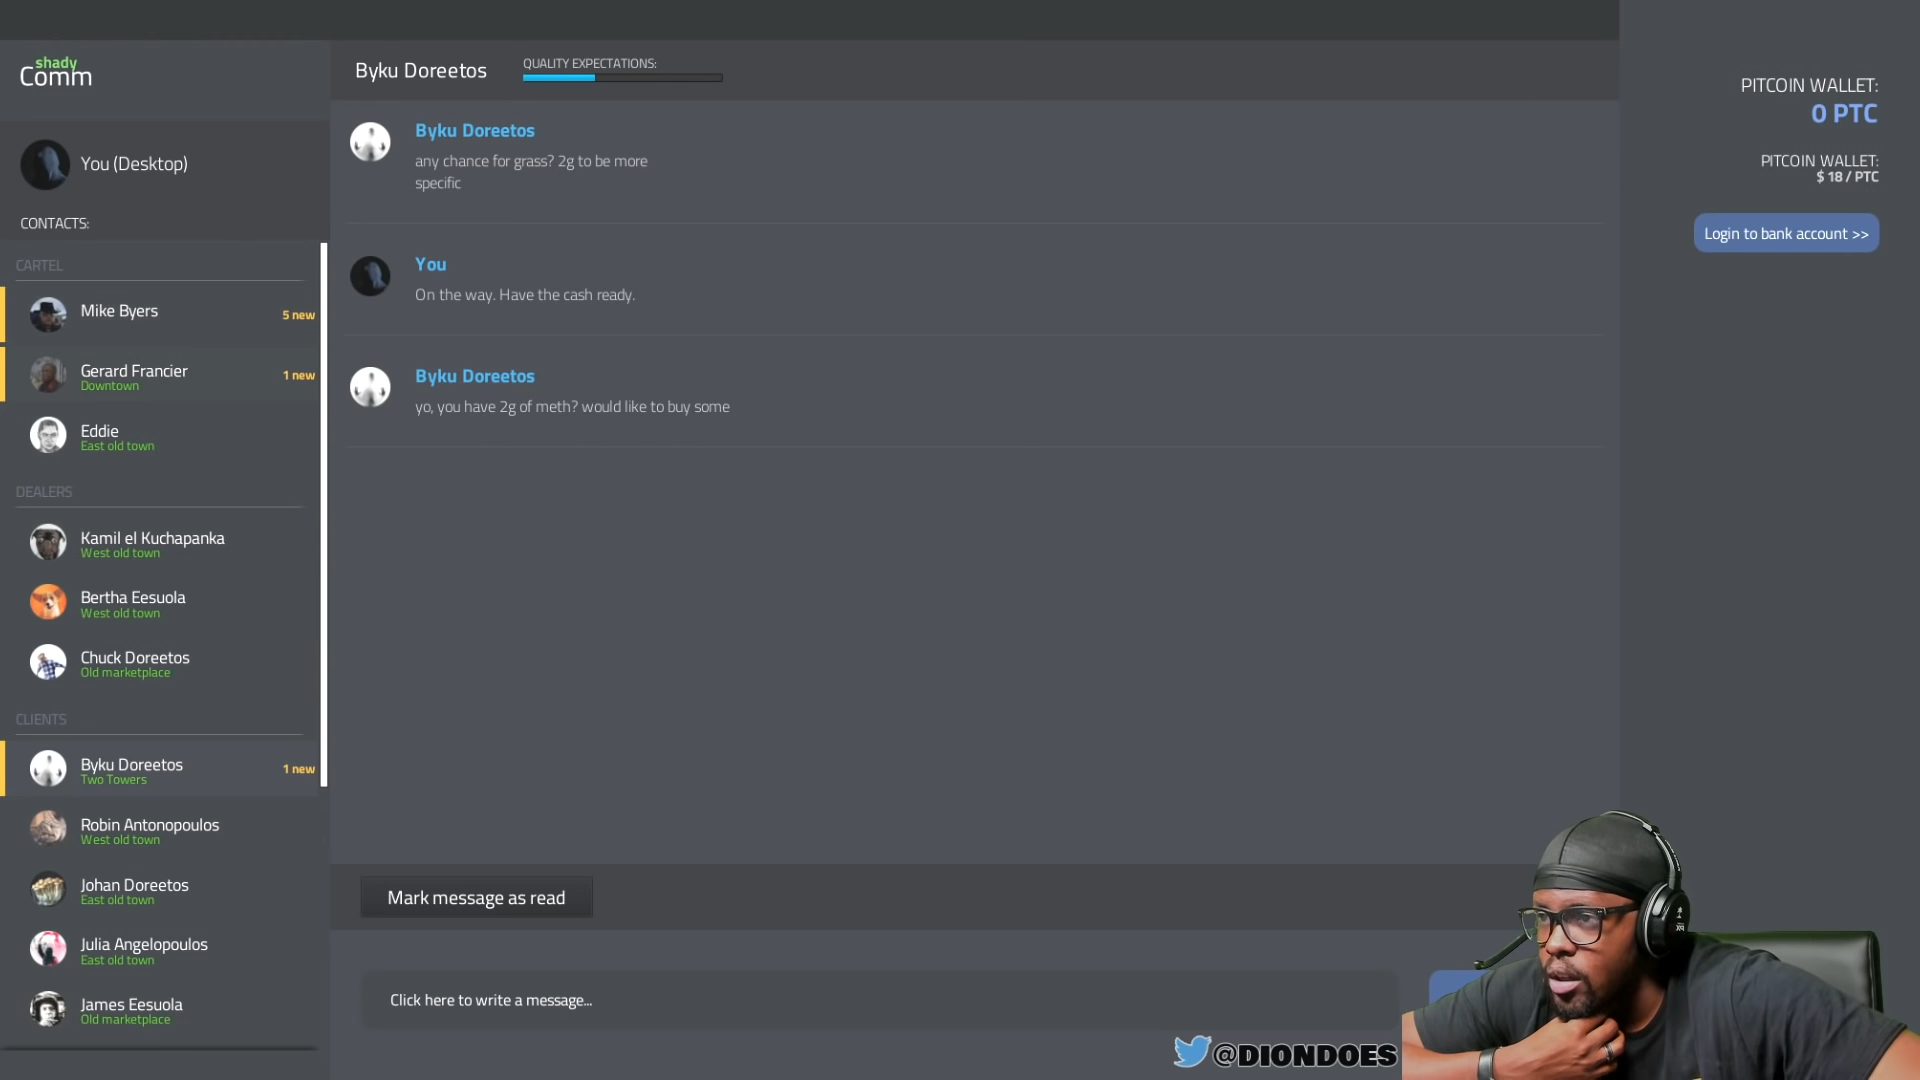 shady
Comm
You (Desktop)
CONTACTS:
CARTEL
Mike Byers
5 new
Gerard Francier
Downtown
1 new
Eddie
East old town
DEALERS
Kamil el Kuchapanka
West old town
Bertha Eesuola
West old town
Chuck Doreetos
Old marketplace
CLIENTS
Byku Doreetos
Two Towers
1 new
Robin Antonopoulos
West old town
Johan Doreetos
East old town
Julia Angelopoulos
East old town
James Eesuola
Old marketplace
Byku Doreetos
QUALITY EXPECTATIONS:
Byku Doreetos
any chance for grass? 2g to be more
specific
You
On the way. Have the cash ready.
Byku Doreetos
yo, you have 2g of meth? would like to buy some
Mark message as read
Click here to write a message...
PITCOIN WALLET:
0 PTC
PITCOIN WALLET:
$ 18 / PTC
Login to bank account >>
@DIONDOES